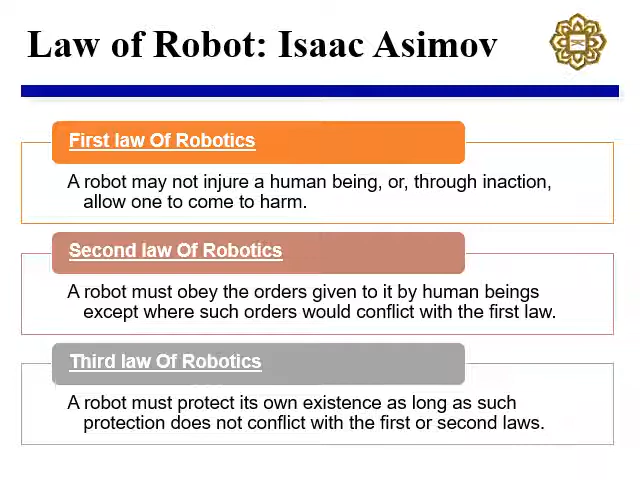 Law of Robot: Isaac Asimov
First law Of Robotics
A robot may not injure a human being, or, through inaction,
allow one to come to harm.
Second law Of Robotics
A robot must obey the orders given to it by human beings
except where such orders would conflict with the first law.
Third law Of Robotics
A robot must protect its own existence as long as such
protection does not conflict with the first or second laws.